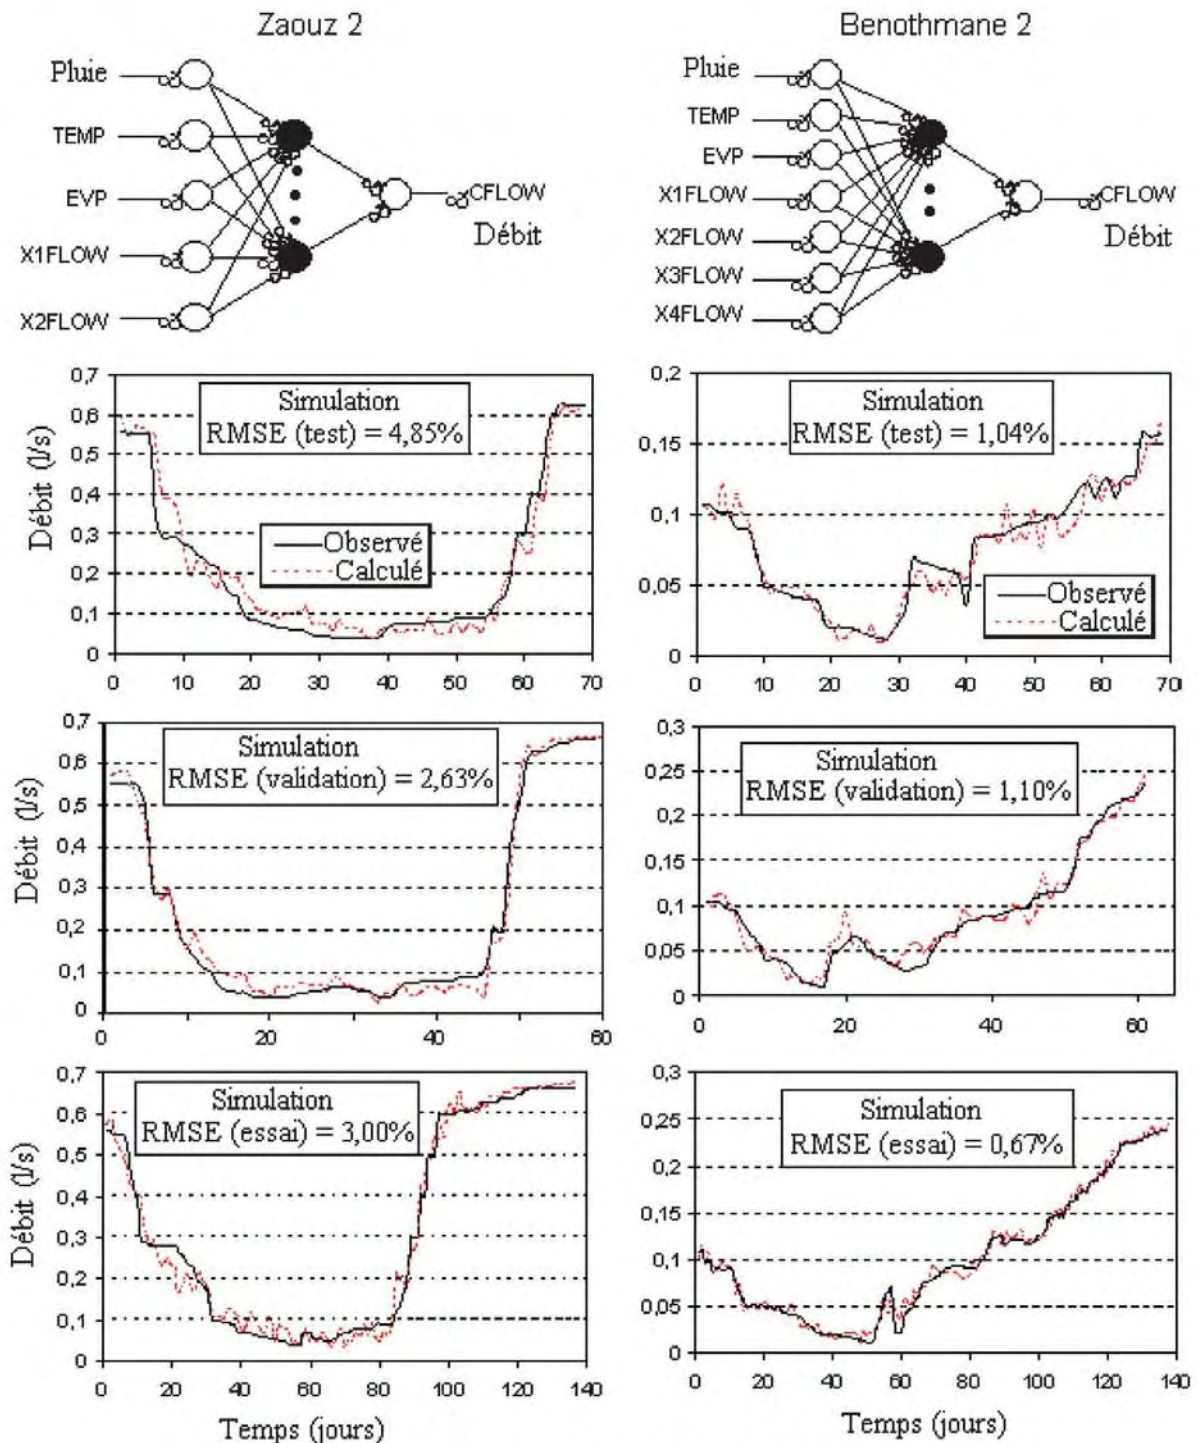 Zaouz 2
Pluie
TEMP
EVP
X1FLOW
X2FLOW
CFLOW
Débit
Benothmane 2
Pluie
TEMP
EVP
X1FLOW
X2FLOW
X3FLOW
X4FLOW
CFLOW
Débit
Débit (l/s)
0,7
0,6
0,5
0,4
0,3
0,2
0,1
0
Simulation
RMSE (test) = 4,85%
Observé
Calculé
0 10 20 30 40 50 60 70
0,2
0,15
0,1
0,05
0
Simulation
RMSE (test) = 1,04%
Observé
Calculé
0 10 20 30 40 50 60 70
Débit (l/s)
0,7
0,6
0,5
0,4
0,3
0,2
0,1
0
Simulation
RMSE (validation) = 2,63%
0 20 40 60
0,3
0,25
0,2
0,15
0,1
0,05
0
Simulation
RMSE (validation) = 1,10%
0 20 40 60
Débit (l/s)
0,7
0,6
0,5
0,4
0,3
0,2
0,1
0
Simulation
RMSE (essai) = 3,00%
0 20 40 60 80 100 120 140
Temps (jours)
0,3
0,25
0,2
0,15
0,1
0,05
0
Simulation
RMSE (essai) = 0,67%
0 20 40 60 80 100 120 140
Temps (jours)